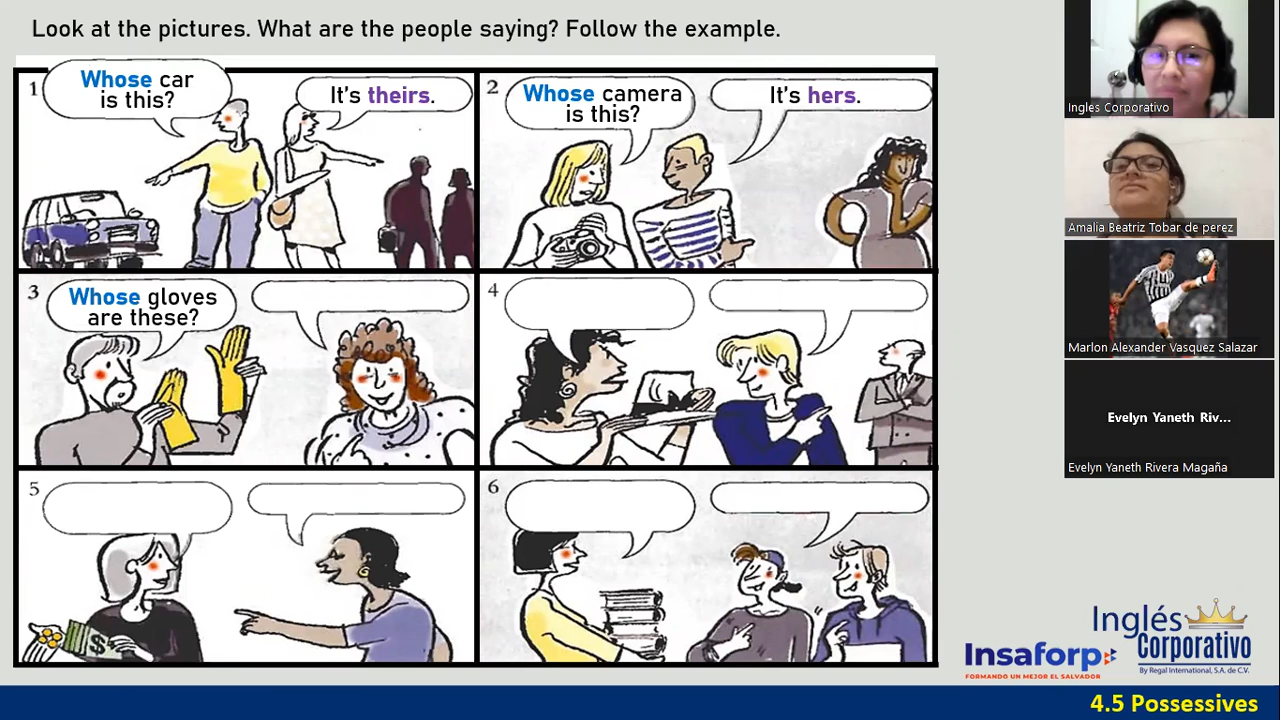 Look at the pictures. What are the people saying? Follow the example.
1
Whose car
is this?
It's theirs.
2
Whose camera
is this?
It's hers.
3
Whose gloves
are these?
4
5
$
6
Ingles Corporativo
Amalia Beatriz Tobar de perez
Marlon Alexander Vasquez Salazar
Evelyn Yaneth Riv...
Evelyn Yaneth Rivera Magaña
Insaforp
FORMANDO UN MEJOR EL SALVADOR
Inglés
Corporativo
By Regal International, S.A. de C.V.
4.5 Possessives